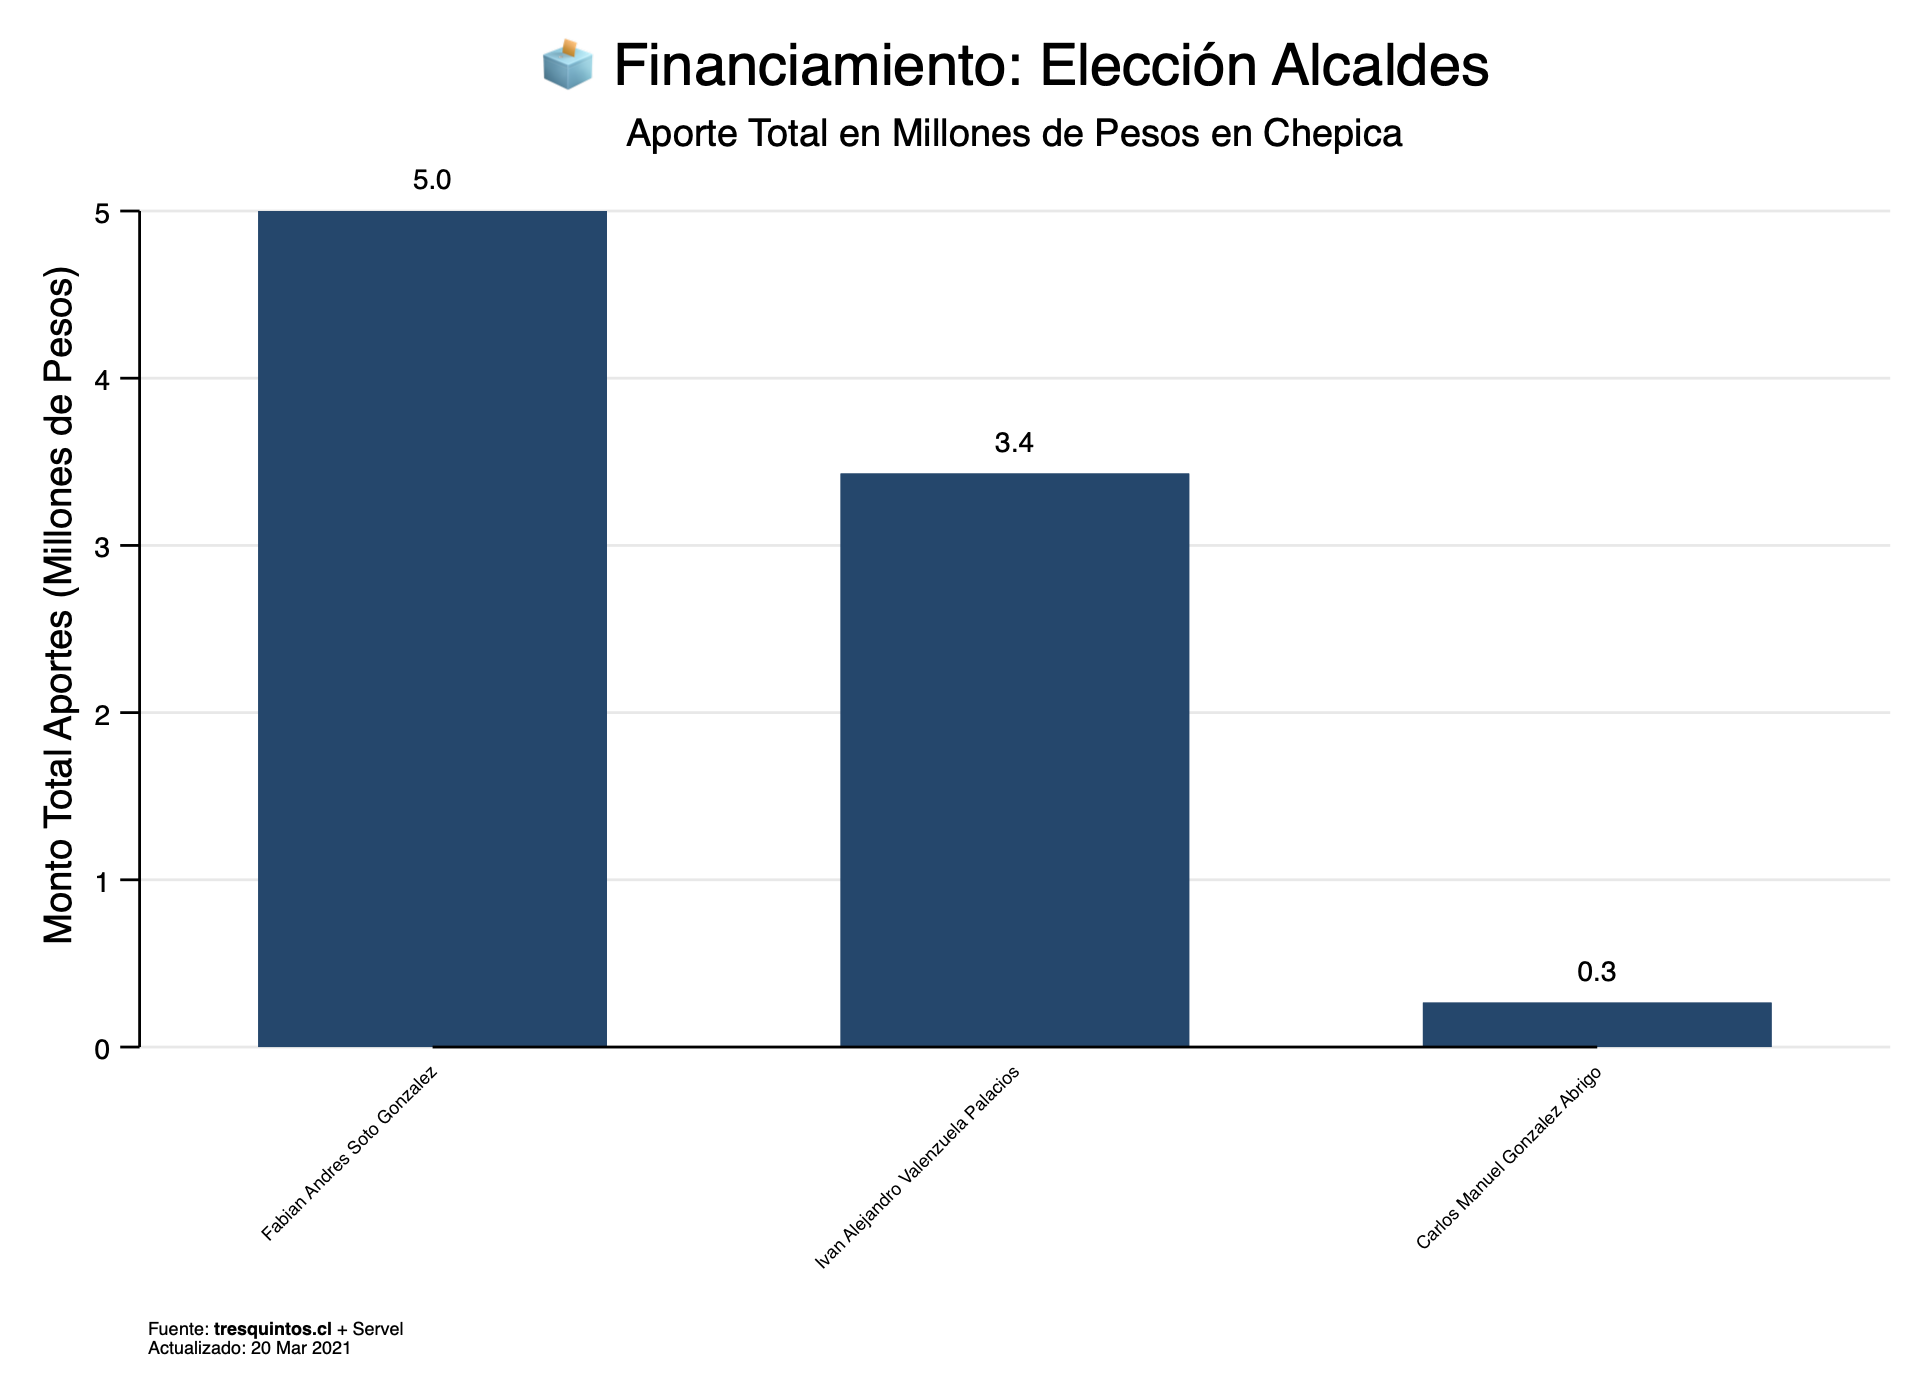 Financiamiento: Elección Alcaldes
Aporte Total en Millones de Pesos en Chepica
Monto Total Aportes (Millones de Pesos)
5
4
3
2
1
0
5.0
3.4
0.3
Fabian Andres Soto Gonzalez
Ivan Alejandro Valenzuela Palacios
Carlos Manuel Gonzalez Abrigo
Fuente: tresquintos.cl + Servel
Actualizado: 20 Mar 2021